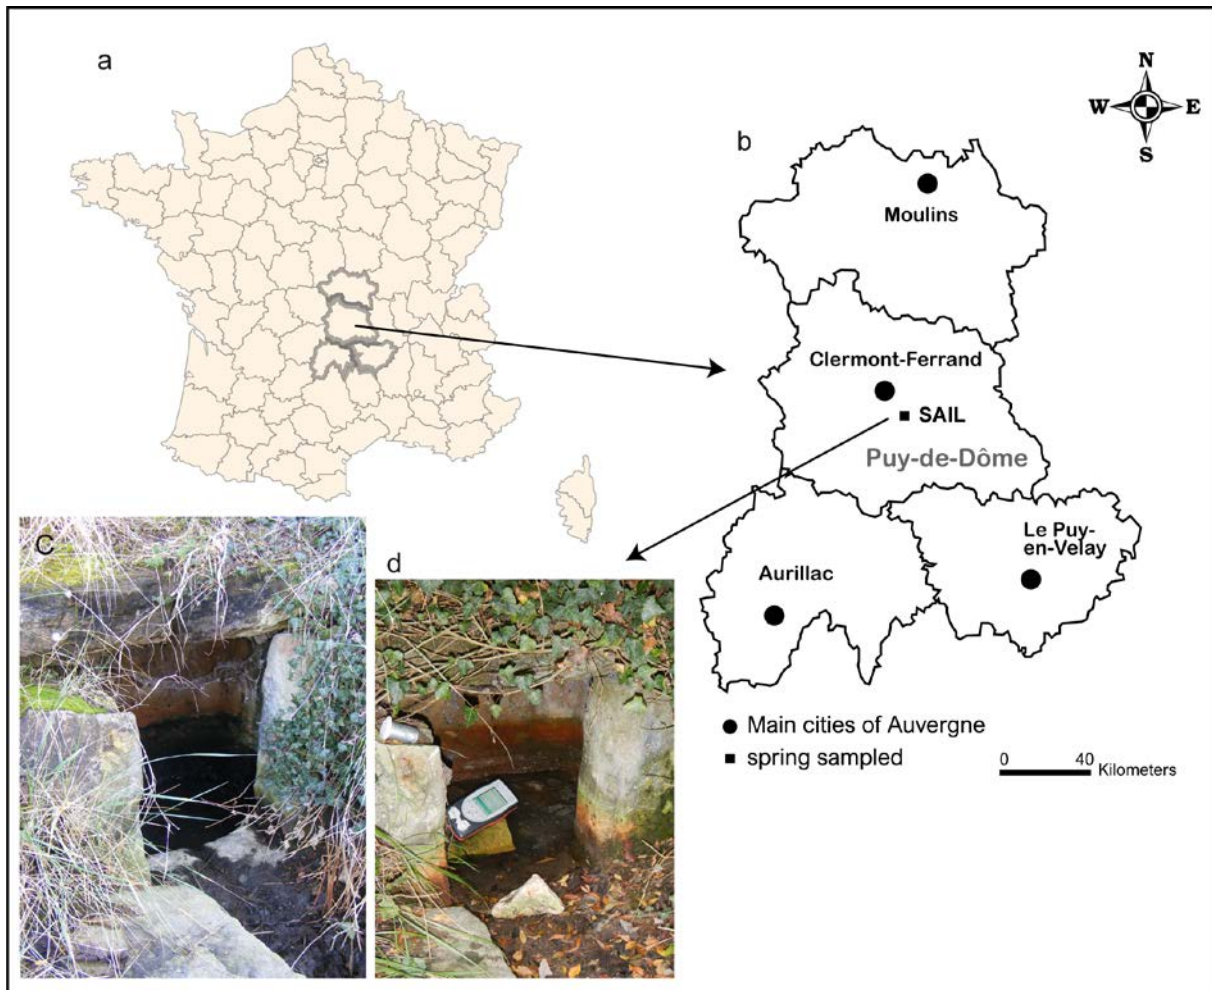 a
N
W
E
S
b
Moulins
Clermont-Ferrand
SAIL
Puy-de-Dôme
Le Puy-
en-Velay
Aurillac
C
d
Main cities of Auvergne
spring sampled
0
40
Kilometers